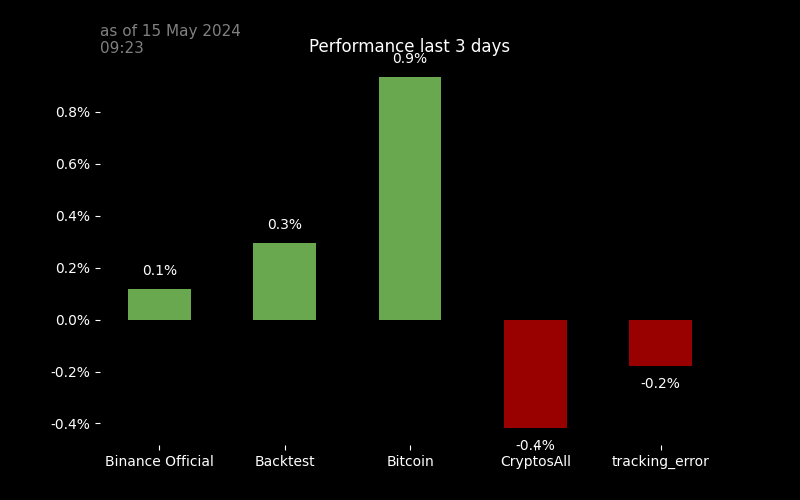 as of 15 May 2024
09:23
Performance last 3 days
0.9%
0.8%
0.6%
0.4%
0.3%
0.2%
0.1%
0.0%
-0.2%
-0.2%
-0.4%
-0.4%
Binance Official
Backtest
Bitcoin
CryptosAll
tracking_error